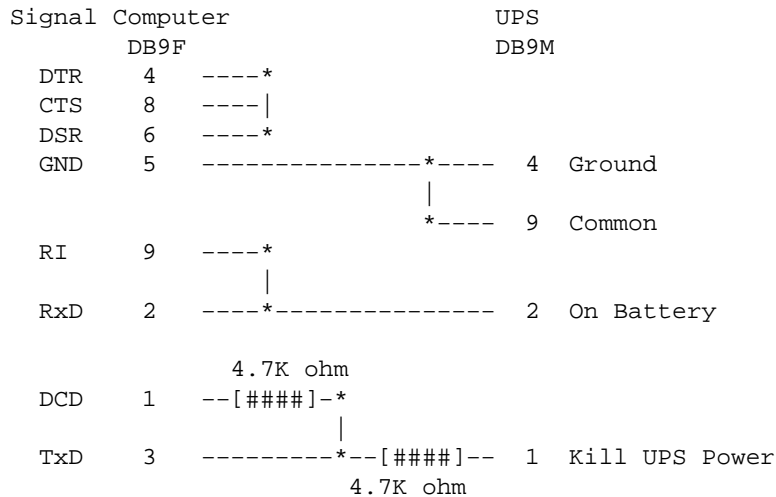 Signal Computer                      UPS
        DB9F                         DB9M
  DTR    4   ----*
  CTS    8   ----|
  DSR    6   ----*
  GND    5   ---------------*----  4  Ground
                            |
                            *----  9  Common
  RI     9   ----*
                 |
  RxD    2   ----*---------------  2  On Battery
               4.7K ohm
  DCD    1   --[####]-*
                      |
  TxD    3   ---------*--[####]--  1  Kill UPS Power
                       4.7K ohm